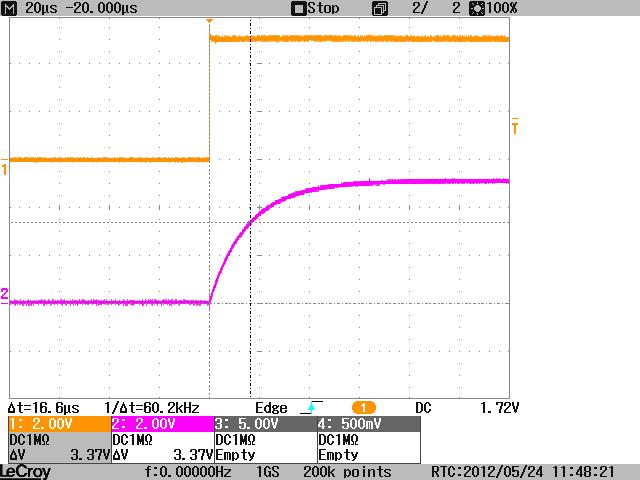 M 20µs -20.000µs Stop 2/ 2 100%
T
1
2
Δt=16.6µs 1/Δt=60.2kHz Edge 1 DC 1.72V
1: 2.00V 2: 2.00V 3: 5.00V 4: 500mV
DC1MΩ DC1MΩ DC1MΩ DC1MΩ
ΔV 3.37V ΔV 3.37V Empty Empty
LeCroy f:0.00000Hz 1GS 200k points RTC:2012/05/24 11:48:21